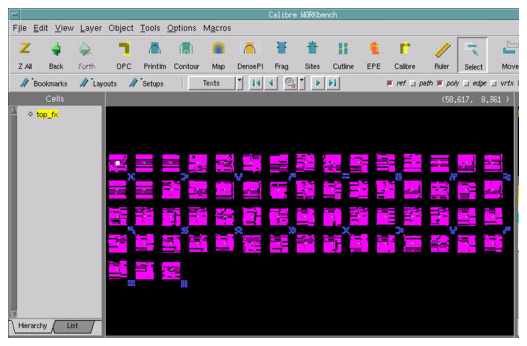 Calibre WORKbench
File Edit View Layer Object Tools Options Macros
Z All Back Forth OPC PrintIm Contour Map DensePI Frag Sites Cutline EPE Calibre Ruler Select Move
Bookmarks Layouts Setups Texts ref path poly edge vrtx
Cells (58,617, 8,361 )
top_fx
Hierarchy List